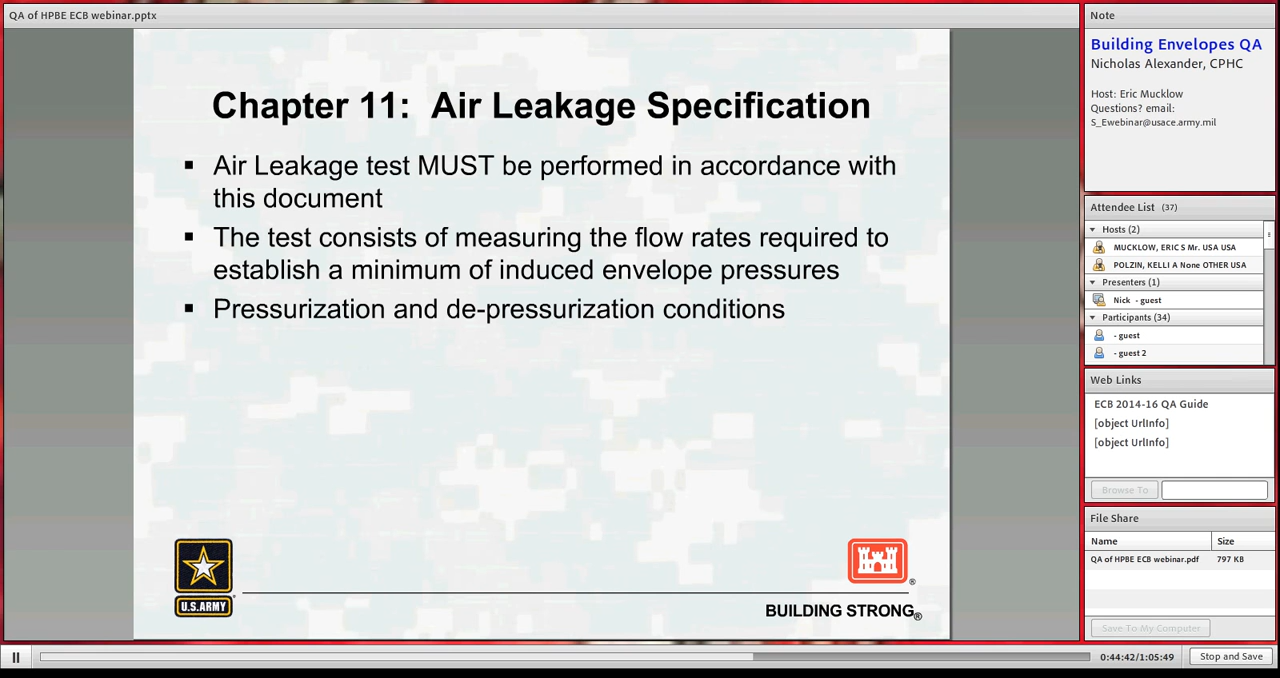 QA of HPBE ECB webinar.pptx
Chapter 11: Air Leakage Specification
▪ Air Leakage test MUST be performed in accordance with
this document
▪ The test consists of measuring the flow rates required to
establish a minimum of induced envelope pressures
▪ Pressurization and de-pressurization conditions
U.S.ARMY
BUILDING STRONG®
Note
Building Envelopes QA
Nicholas Alexander, CPHC
Host: Eric Mucklow
Questions? email:
S_Ewebinar@usace.army.mil
Attendee List (37)
Hosts (2)
MUCKLOW, ERIC S Mr. USA USA
POLZIN, KELLI A None OTHER USA
Presenters (1)
Nick - guest
Participants (34)
- guest
- guest 2
Web Links
ECB 2014-16 QA Guide
[object UrlInfo]
[object UrlInfo]
Browse To
File Share
Name Size
QA of HPBE ECB webinar.pdf 797 KB
Save To My Computer
0:44:42/1:05:49
Stop and Save